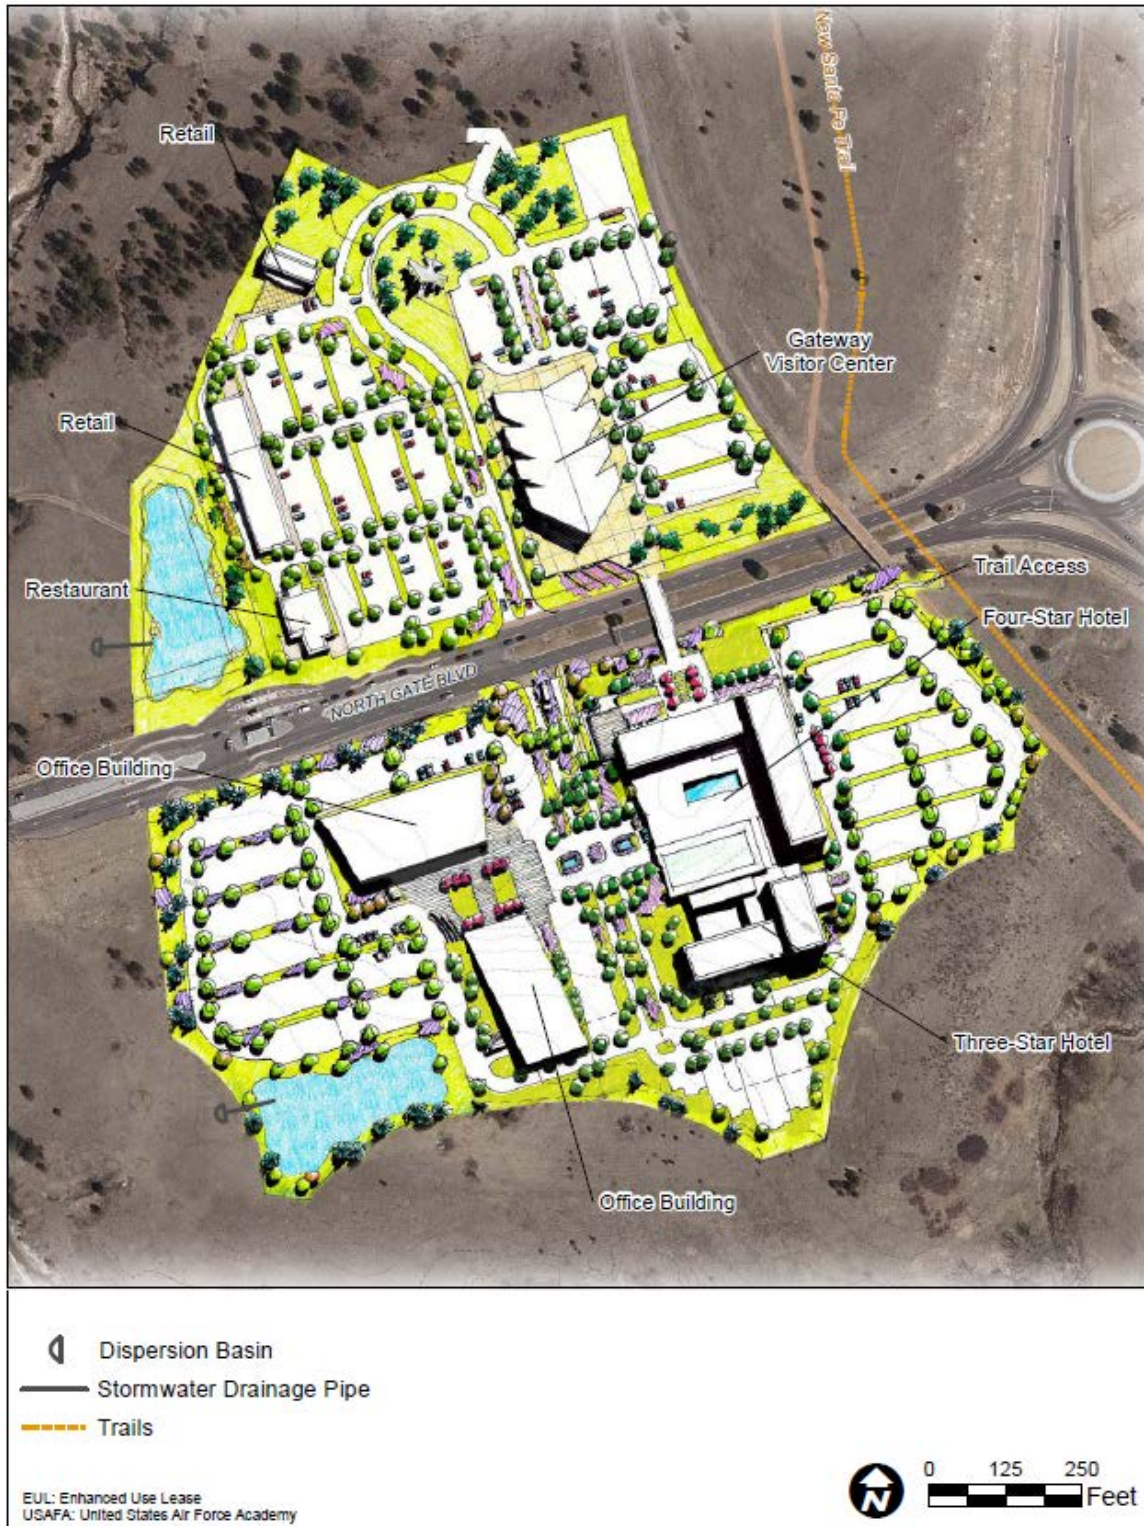 New Santa Fe Trail
Retail
Gateway
Visitor Center
Retail
Restaurant
Trail Access
Four-Star Hotel
NORTH GATE BLVD
Office Building
Three-Star Hotel
Office Building
Dispersion Basin
Stormwater Drainage Pipe
Trails
EUL: Enhanced Use Lease
USAFA: United States Air Force Academy
N
0 125 250
Feet